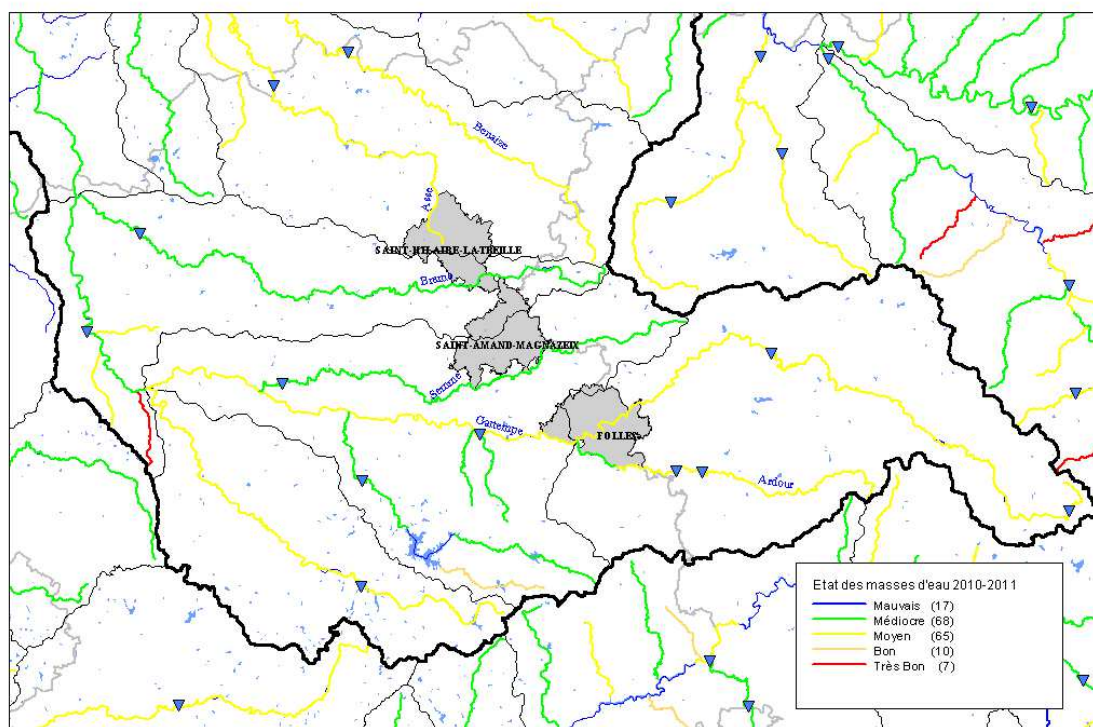 Benaize
Asse
SAINT-HILAIRE-LA-TREILLE
Brame
SAINT-AMAND-MAGNAZEIX
Semme
Gartempe
FOLLES
Ardour
Etat des masses d'eau 2010-2011
Mauvais (17)
Médiocre (68)
Moyen (65)
Bon (10)
Très Bon (7)